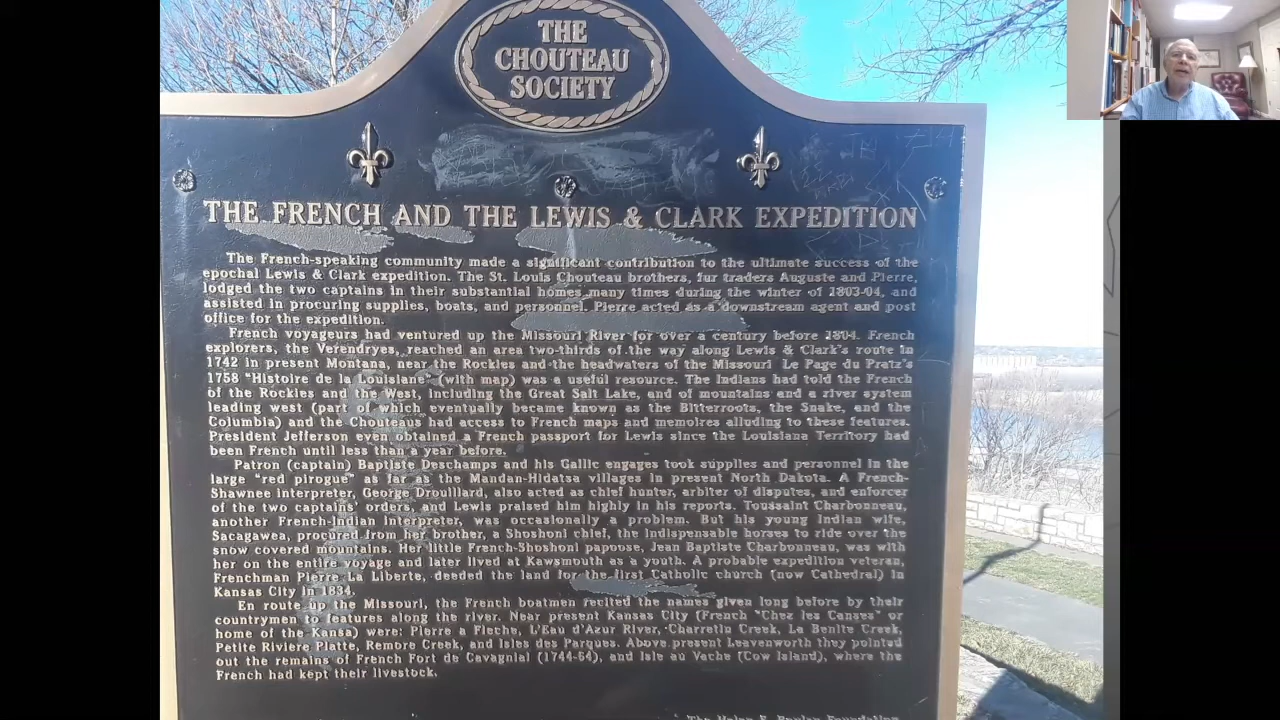 THE
CHOUTEAU
SOCIETY
THE FRENCH AND THE LEWIS & CLARK EXPEDITION
The French-speaking community made a significant contribution to the ultimate success of the
epochal Lewis & Clark expedition. The St. Louis Chouteau brothers, fur traders Auguste and Pierre,
lodged the two captains in their substantial homes many times during the winter of 1803-04, and
assisted in procuring supplies, boats, and personnel. Pierre acted as a downstream agent and post
office for the expedition.
French voyageurs had ventured up the Missouri River for over a century before 1804. French
explorers, the Verendryes, reached an area two-thirds of the way along Lewis & Clark's route in
1742 in present Montana, near the Rockies and the headwaters of the Missouri. Le Page du Pratz's
1758 "Histoire de la Louisiane" (with map) was a useful resource. The Indians had told the French
of the Rockies and the West, including the Great Salt Lake, and of mountains and a river system
leading west (part of which eventually became known as the Bitterroots, the Snake, and the
Columbia) and the Chouteaus had access to French maps and memoires alluding to these features.
President Jefferson even obtained a French passport for Lewis since the Louisiana Territory had
been French until less than a year before.
Patron (captain) Baptiste Deschamps and his Gallic engages took supplies and personnel in the
large "red pirogue" as far as the Mandan-Hidatsa villages in present North Dakota. A French-
Shawnee interpreter, George Drouillard, also acted as chief hunter, arbiter of disputes, and enforcer
of the two captains' orders, and Lewis praised him highly in his reports. Toussaint Charbonneau,
another French-Indian interpreter, was occasionally a problem. But his young Indian wife,
Sacagawea, procured from her brother, a Shoshoni chief, the indispensable horses to ride over the
snow covered mountains. Her little French-Shoshoni papoose, Jean Baptiste Charbonneau, was with
her on the entire voyage and later lived at Kawsmouth as a youth. A probable expedition veteran,
Frenchman Pierre La Liberte, deeded the land for the first Catholic church (now Cathedral) in
Kansas City in 1834.
En route up the Missouri, the French boatmen recited the names given long before by their
countrymen to features along the river. Near present Kansas City (French "Chez les Canses" or
home of the Kansa) were: Pierre a Fleche, L'Eau d'Azur River, Charretin Creek, La Benite Creek,
Petite Riviere Platte, Remore Creek, and Isles des Parques. Above present Leavenworth they pointed
out the remains of French Fort de Cavagnial (1744-64), and Isle au Vache (Cow Island), where the
French had kept their livestock.